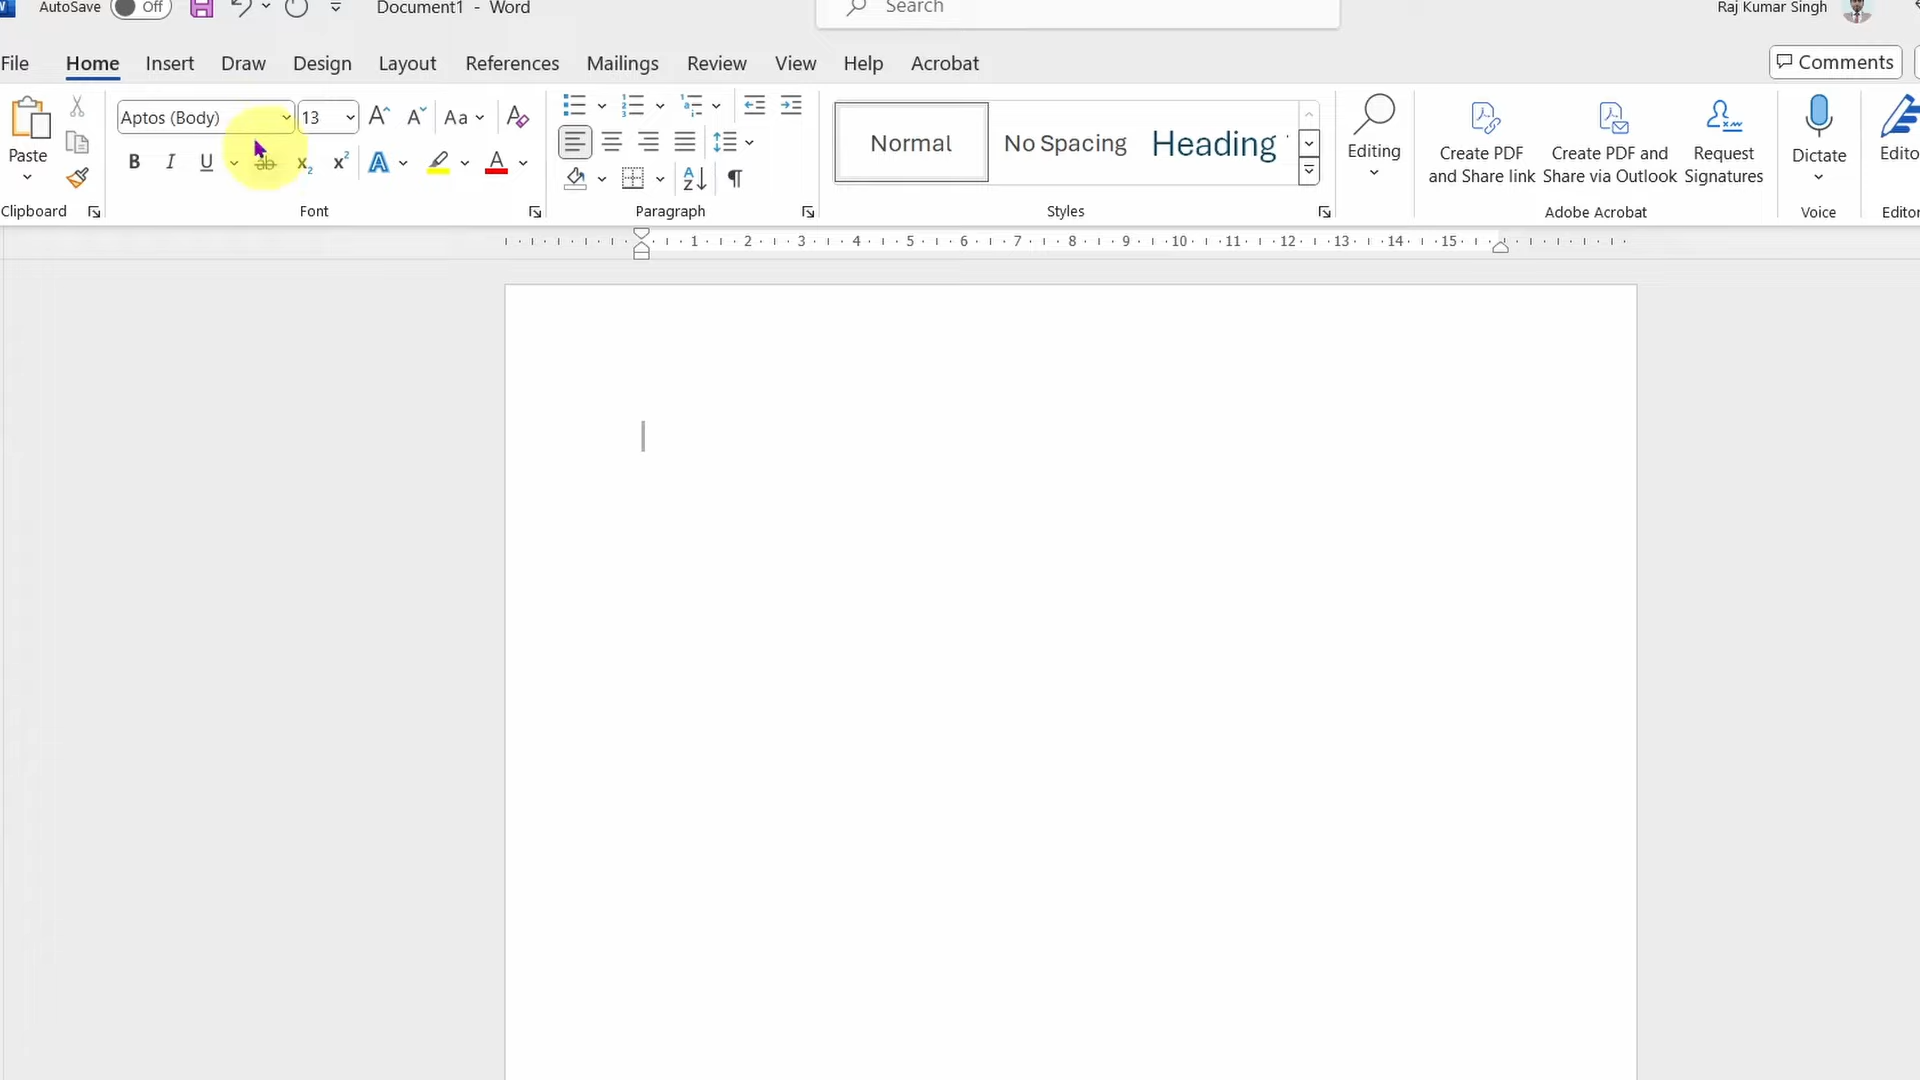 AutoSave Off Document1 - Word Search Raj Kumar Singh
File Home Insert Draw Design Layout References Mailings Review View Help Acrobat Comments
Paste
Clipboard
Aptos (Body) 13 Aa
B I U ab x₂ x² A A
Font
Paragraph
Normal No Spacing Heading
Styles
Editing
Create PDF
and Share link
Create PDF and
Share via Outlook
Request
Signatures
Adobe Acrobat
Dictate
Voice
Edito
Editor
1 2 3 4 5 6 7 8 9 10 11 12 13 14 15